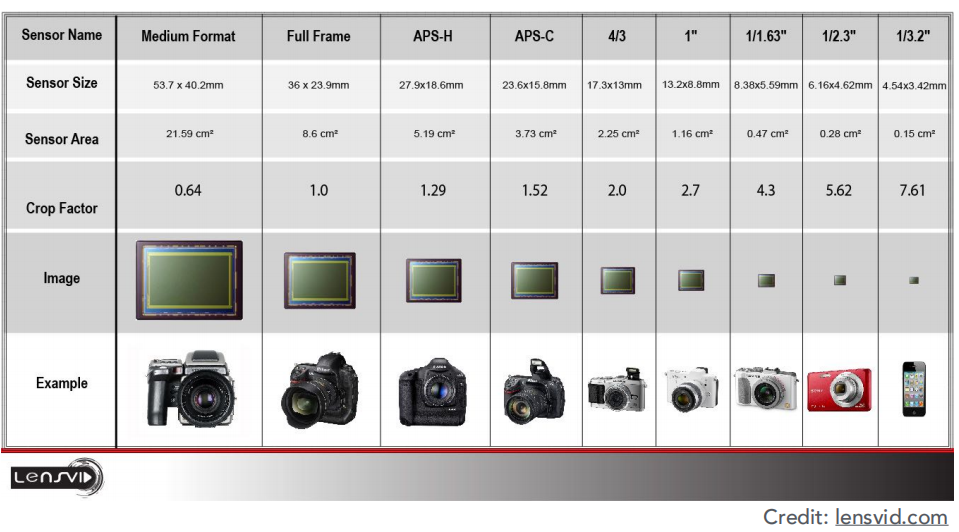 Sensor Name Medium Format Full Frame APS-H APS-C 4/3 1" 1/1.63" 1/2.3" 1/3.2"
Sensor Size 53.7 x 40.2mm 36 x 23.9mm 27.9x18.6mm 23.6x15.8mm 17.3x13mm 13.2x8.8mm 8.38x5.59mm 6.16x4.62mm 4.54x3.42mm
Sensor Area 21.59 cm² 8.6 cm² 5.19 cm² 3.73 cm² 2.25 cm² 1.16 cm² 0.47 cm² 0.28 cm² 0.15 cm²
Crop Factor 0.64 1.0 1.29 1.52 2.0 2.7 4.3 5.62 7.61
Image
Example
LENSVID
Credit: lensvid.com